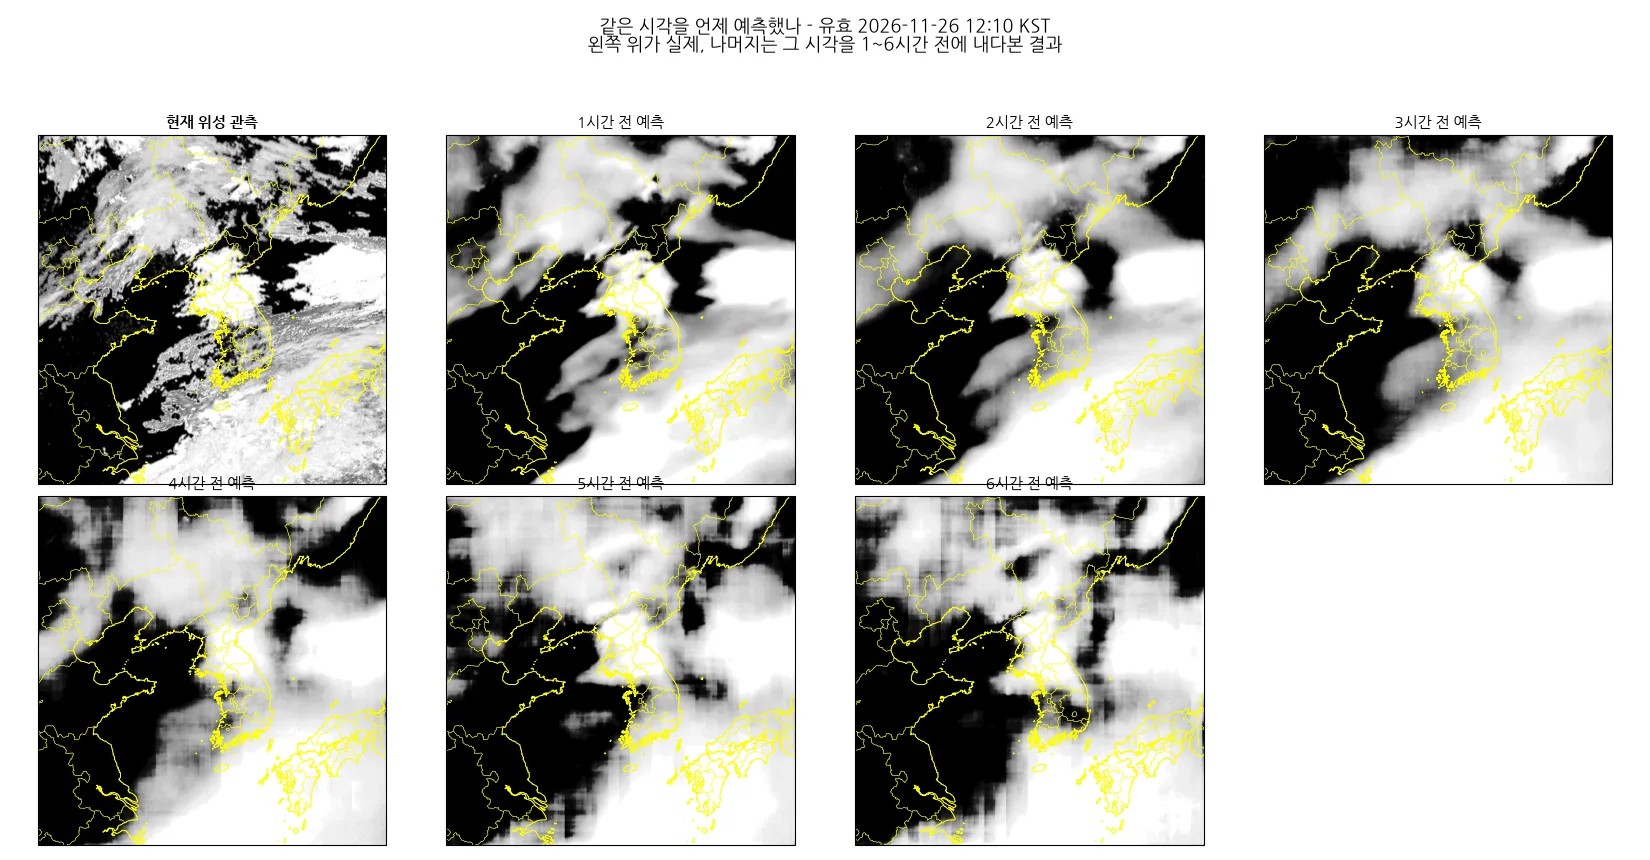 같은 시각을 언제 예측했나 - 유효 2026-11-26 12:10 KST
왼쪽 위가 실제, 나머지는 그 시각을 1~6시간 전에 내다본 결과
현재 위성 관측
1시간 전 예측
2시간 전 예측
3시간 전 예측
4시간 전 예측
5시간 전 예측
6시간 전 예측